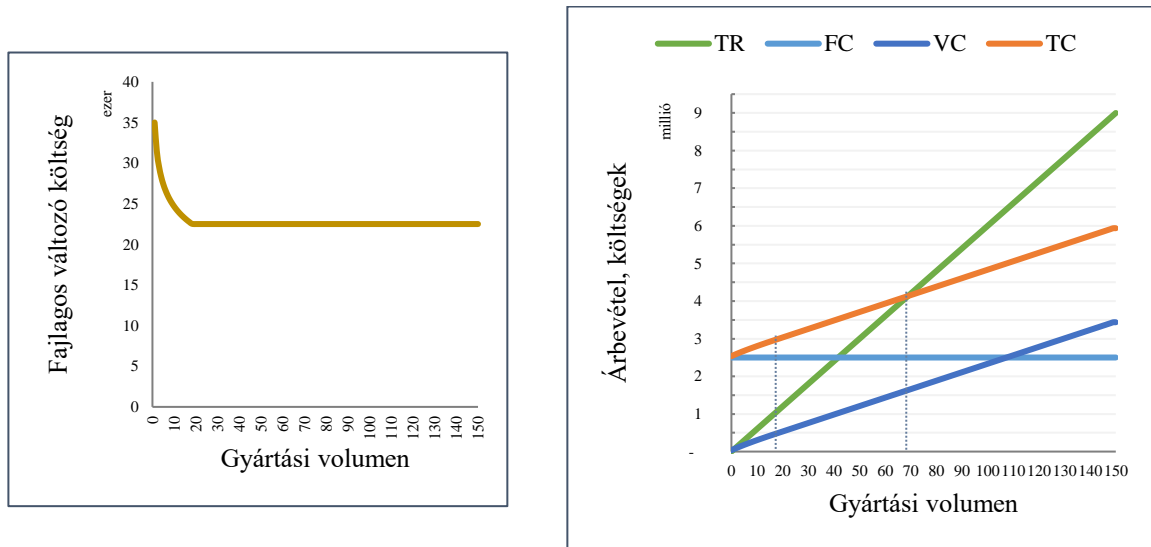 ezer
Fajlagos változó költség
40
35
30
25
20
15
10
5
0
0 10 20 30 40 50 60 70 80 90 100 110 120 130 140 150
Gyártási volumen
TR FC VC TC
millió
Árbevétel, költségek
9
8
7
6
5
4
3
2
1
-
0 10 20 30 40 50 60 70 80 90 100 110 120 130 140 150
Gyártási volumen